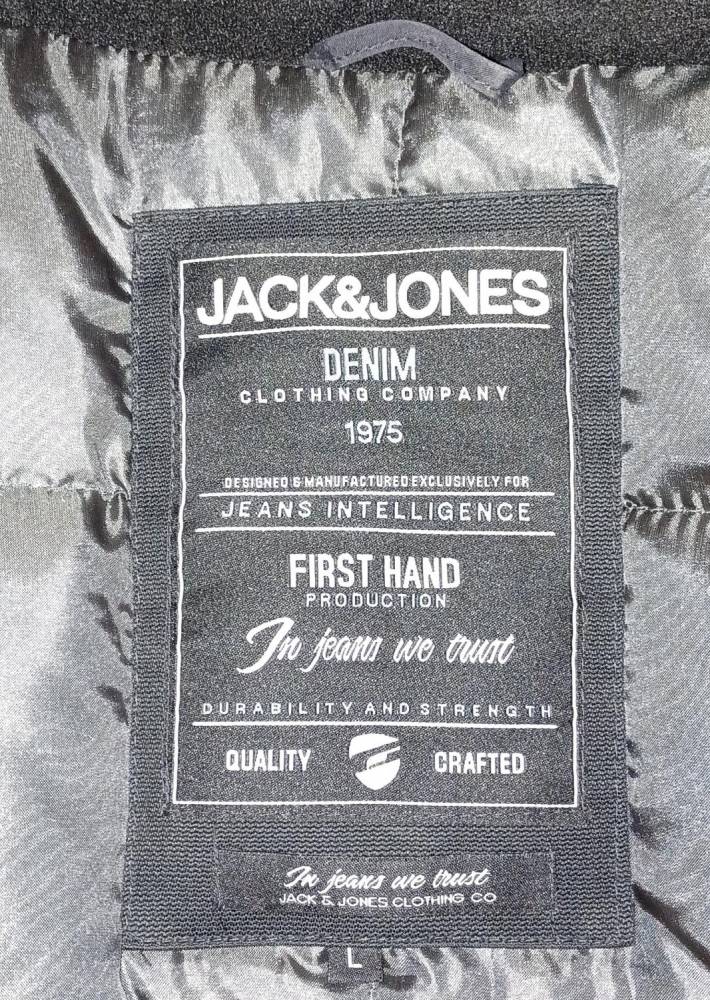 JACK&JONES
DENIM
CLOTHING COMPANY
1975
DESIGNED & MANUFACTURED EXCLUSIVELY FOR
JEANS INTELLIGENCE
FIRST HAND
PRODUCTION
In jeans we trust
DURABILITY AND STRENGTH
QUALITY CRAFTED
In jeans we trust
JACK & JONES CLOTHING CO
L